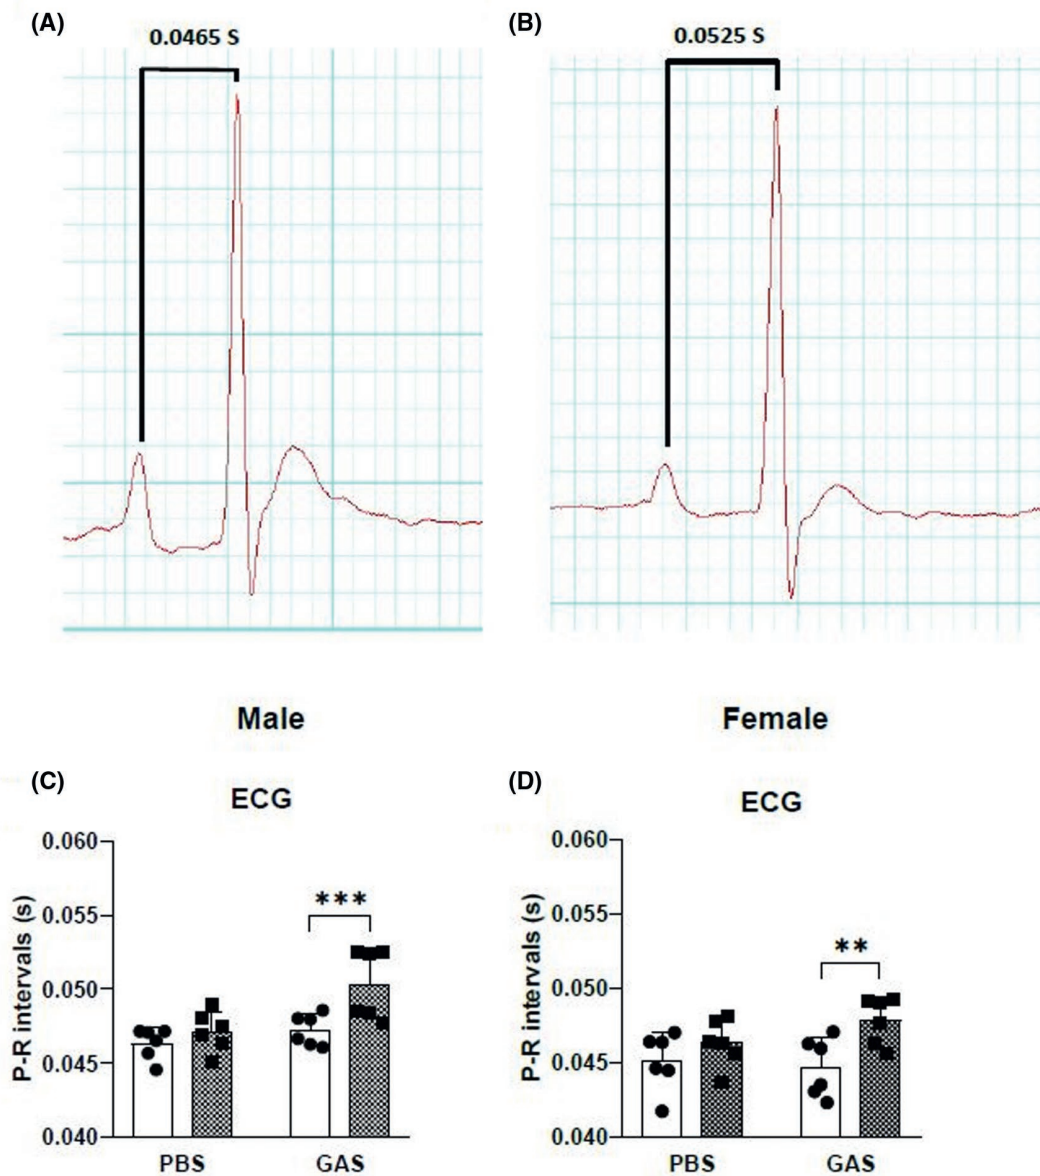 (A)
0.0465 S
(B)
0.0525 S
Male
Female
(C)
ECG
P-R intervals (s)
0.060
0.055
0.050
0.045
0.040
***
PBS
GAS
(D)
ECG
P-R intervals (s)
0.060
0.055
0.050
0.045
0.040
**
PBS
GAS